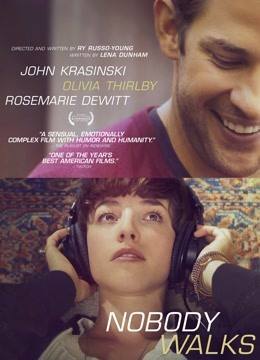 DIRECTED AND WRITTEN BY RY RUSSO-YOUNG
WRITTEN BY LENA DUNHAM
JOHN KRASINSKI
OLIVIA THIRLBY
ROSEMARIE DEWITT
"A SENSUAL, EMOTIONALLY
COMPLEX FILM WITH HUMOR AND HUMANITY."
"ONE OF THE YEAR'S
BEST AMERICAN FILMS."
NOBODY
WALKS